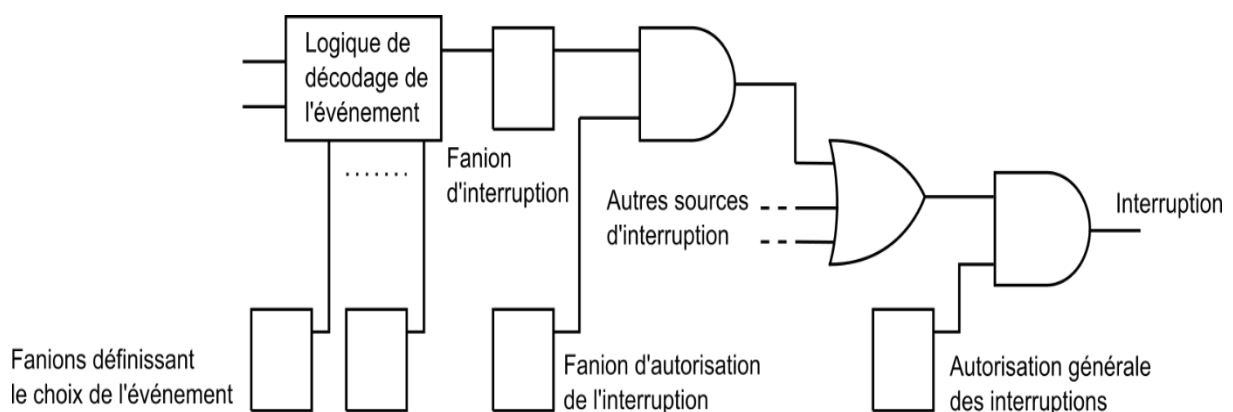 Logique de
décodage de
l'événement
Fanion
d'interruption
Autres sources
d'interruption
Interruption
Fanions définissant
le choix de l'événement
Fanion d'autorisation
de l'interruption
Autorisation générale
des interruptions